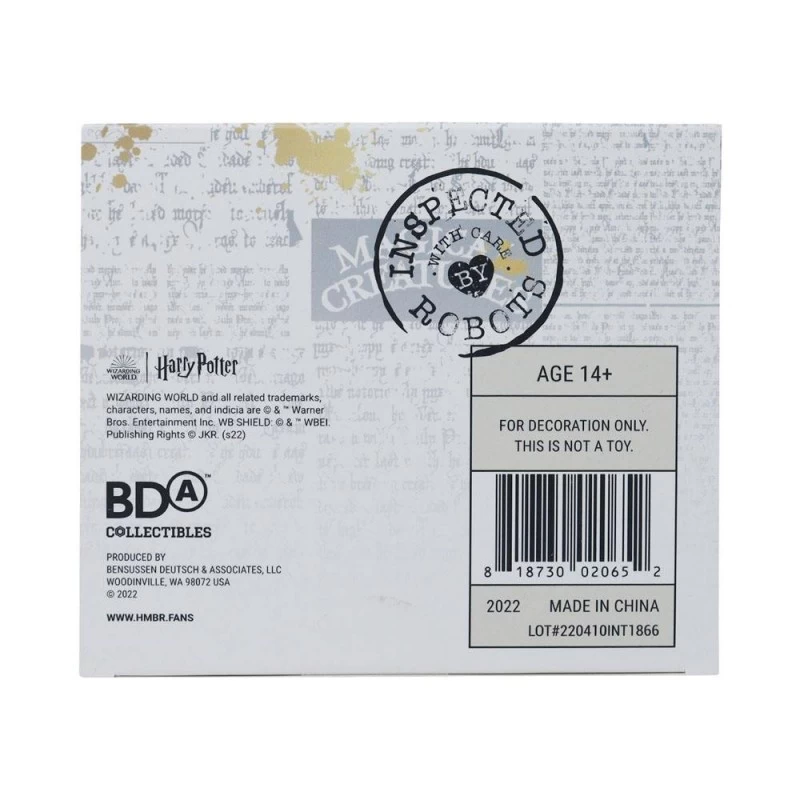 INSPECTED
WITH CARE
BY
ROBOTS
MAGICAL
CREATURES
WIZARDING
WORLD
Harry Potter
WIZARDING WORLD and all related trademarks,
characters, names, and indicia are © & ™ Warner
Bros. Entertainment Inc. WB SHIELD: © & ™ WBEI.
Publishing Rights © JKR. (s22)
BDA™
COLLECTIBLES
PRODUCED BY
BENSUSSEN DEUTSCH & ASSOCIATES, LLC
WOODINVILLE, WA 98072 USA
© 2022
WWW.HMBR.FANS
AGE 14+
FOR DECORATION ONLY.
THIS IS NOT A TOY.
8 18730 02065 2
2022 MADE IN CHINA
LOT#220410INT1866